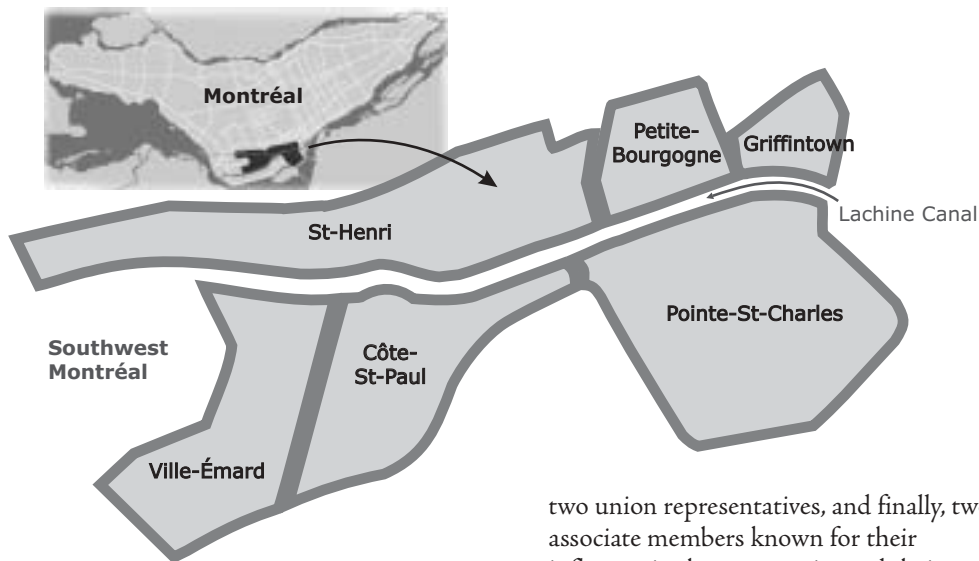 Montréal
Petite-
Bourgogne
Griffintown
Lachine Canal
St-Henri
Pointe-St-Charles
Southwest
Montréal
Côte-
St-Paul
Ville-Émard
two union representatives, and finally,
associate members known for their